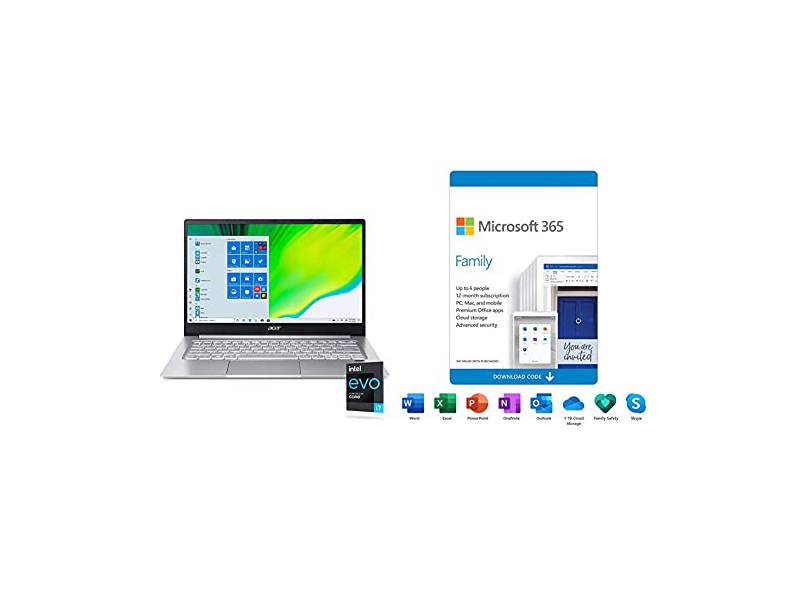 acer
intel
evo
CORE
i7
Microsoft 365
Family
Up to 6 people
12-month subscription
PC, Mac, and mobile
Premium Office apps
Cloud storage
Advanced security
You are
invited
DOWNLOAD CODE
Word
Excel
PowerPoint
OneNote
Outlook
1 TB Cloud
Storage
Family Safety
Skype